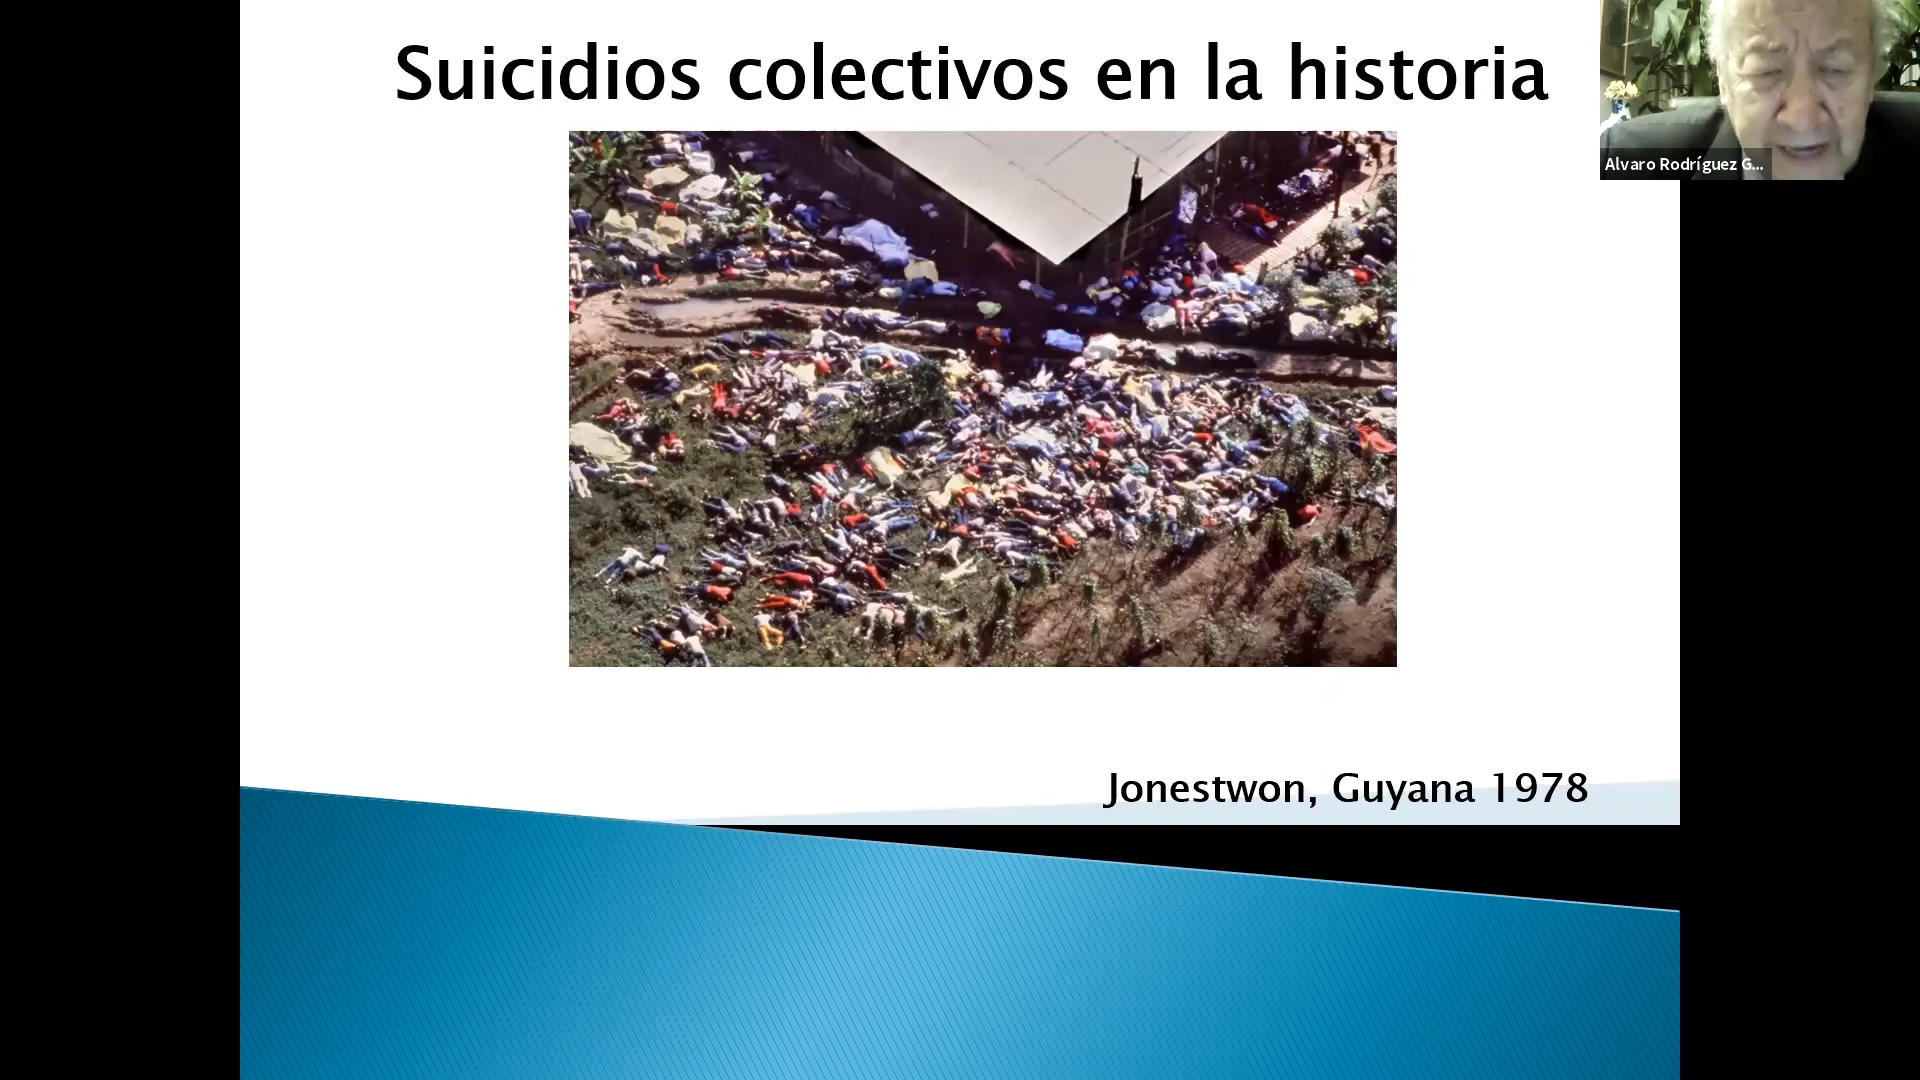 Suicidios colectivos en la historia
Alvaro Rodríguez G...
Jonestwon, Guyana 1978